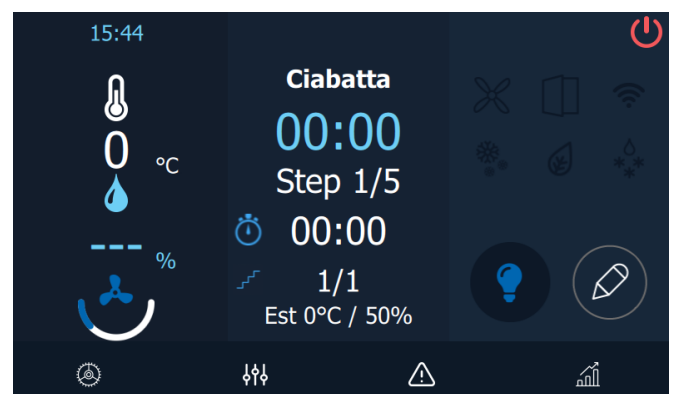 15:44
0 °C
--- %
Ciabatta
00:00
Step 1/5
00:00
1/1
Est 0°C / 50%